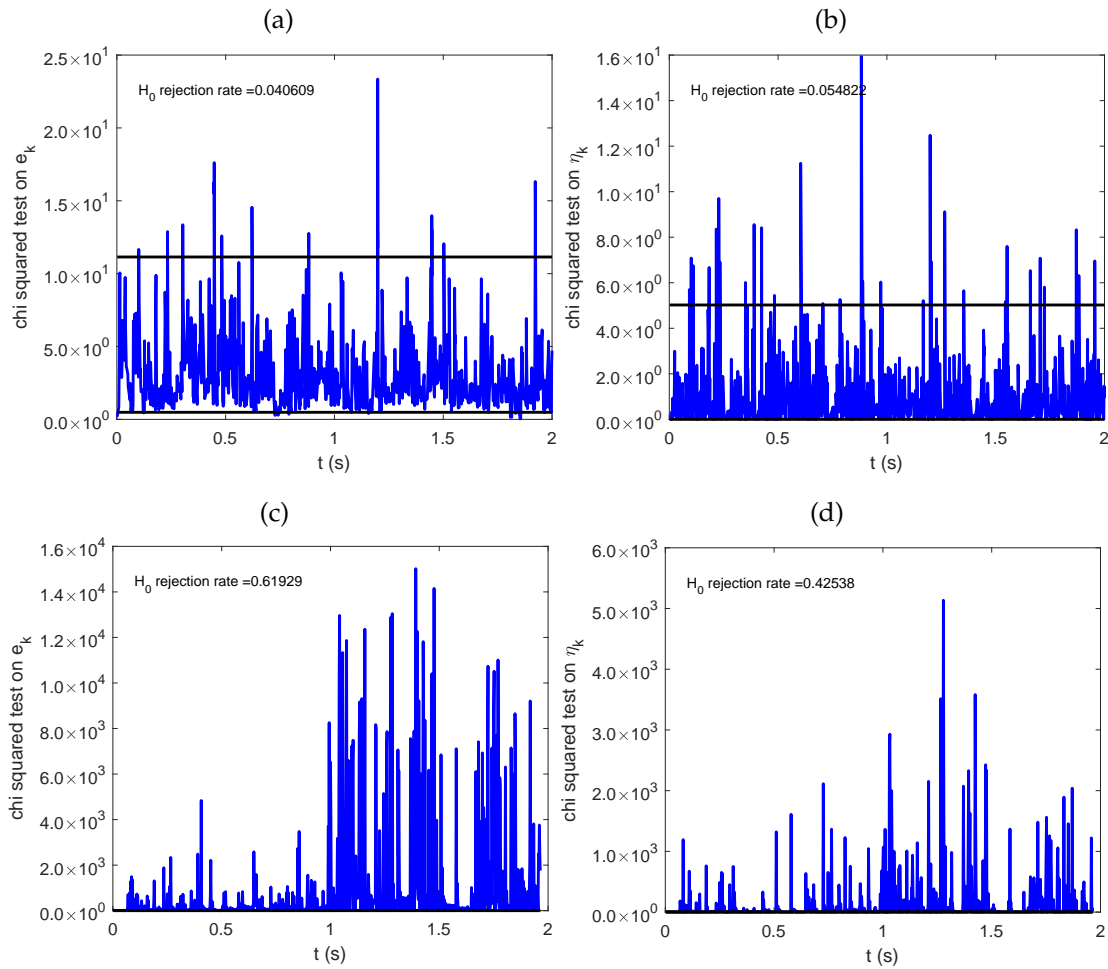 (a)
chi squared test on e_k
2.5×10^1
2.0×10^1
1.5×10^1
1.0×10^1
5.0×10^0
0.0×10^0
H_0 rejection rate =0.040609
0 0.5 1 1.5 2
t (s)
(b)
chi squared test on η_k
1.6×10^1
1.4×10^1
1.2×10^1
1.0×10^1
8.0×10^0
6.0×10^0
4.0×10^0
2.0×10^0
0.0×10^0
H_0 rejection rate =0.054822
0 0.5 1 1.5 2
t (s)
(c)
chi squared test on e_k
1.6×10^4
1.4×10^4
1.2×10^4
1.0×10^4
8.0×10^3
6.0×10^3
4.0×10^3
2.0×10^3
0.0×10^0
H_0 rejection rate =0.61929
0 0.5 1 1.5 2
t (s)
(d)
chi squared test on η_k
6.0×10^3
5.0×10^3
4.0×10^3
3.0×10^3
2.0×10^3
1.0×10^3
0.0×10^0
H_0 rejection rate =0.42538
0 0.5 1 1.5 2
t (s)